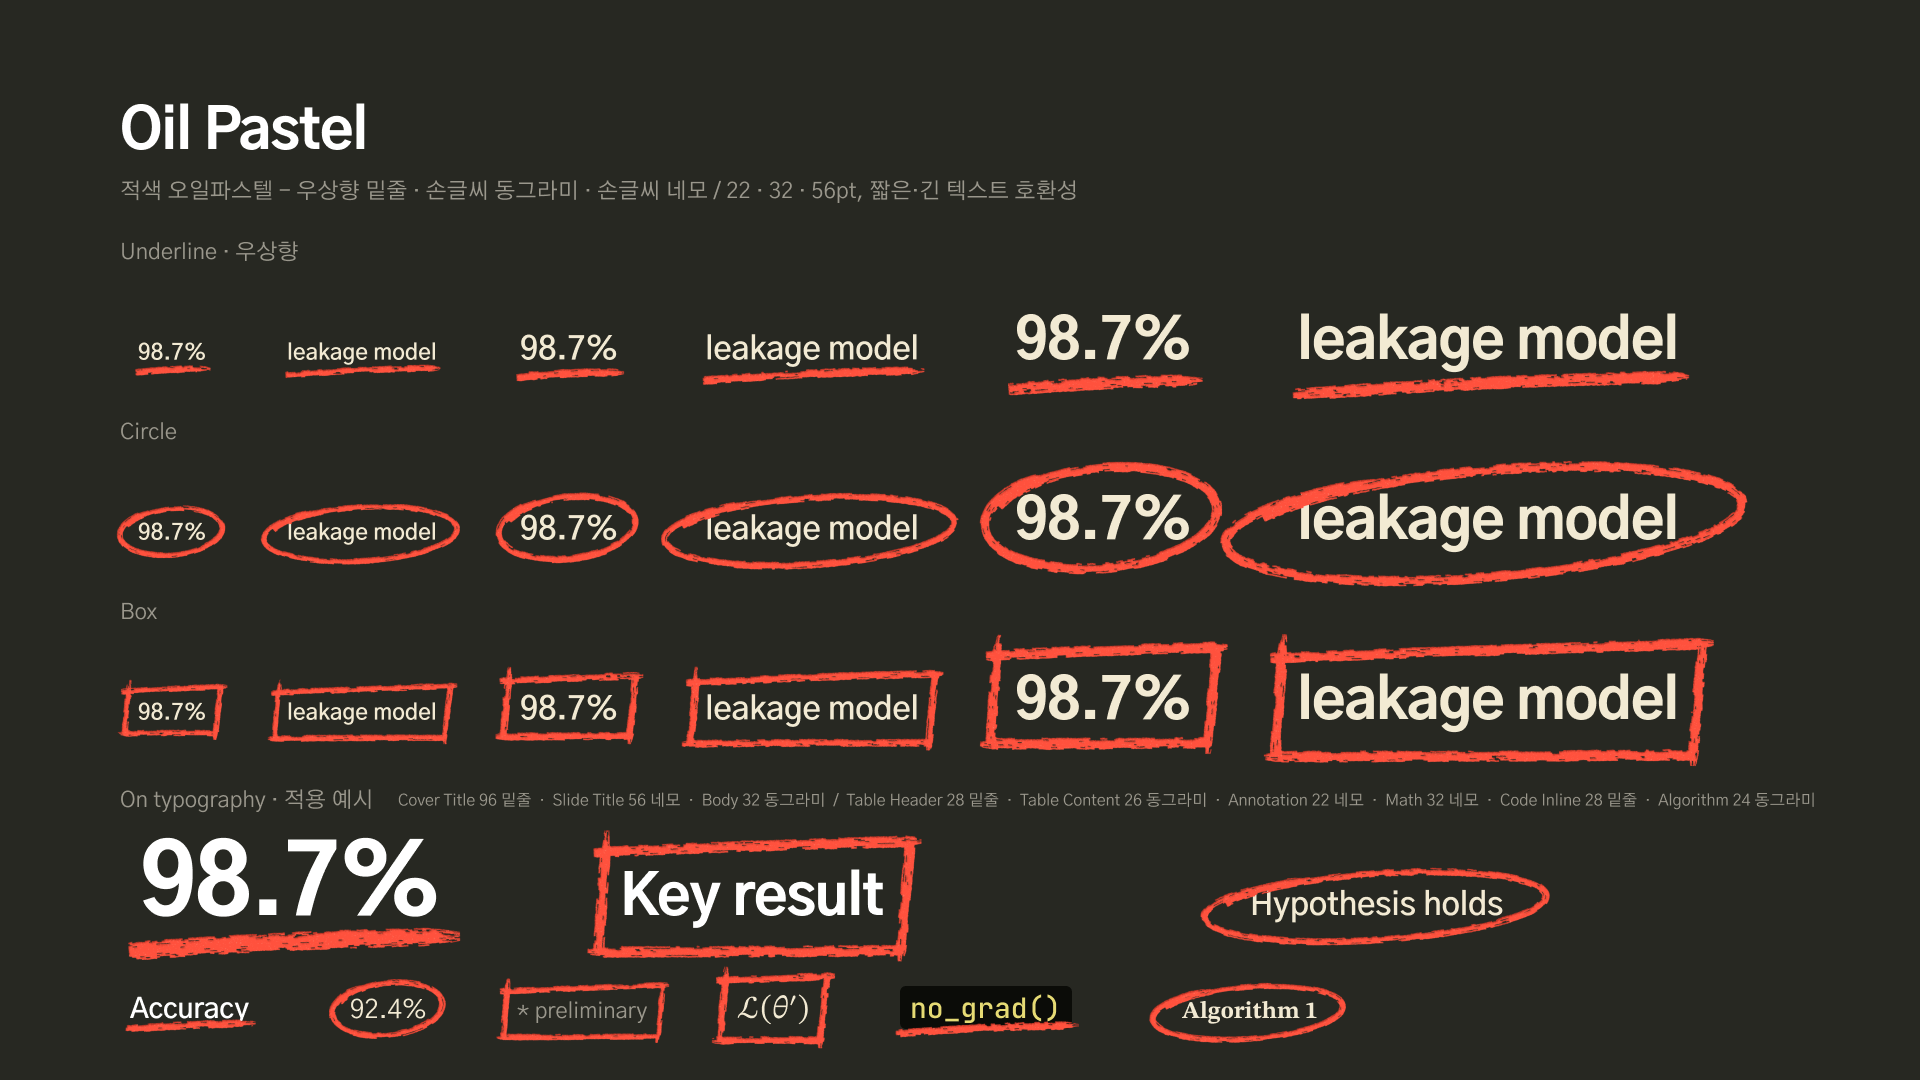 Oil Pastel
적색 오일파스텔 – 우상향 밑줄 · 손글씨 동그라미 · 손글씨 네모 / 22 · 32 · 56pt, 짧은·긴 텍스트 호환성
Underline · 우상향
98.7% leakage model 98.7% leakage model 98.7% leakage model
Circle
98.7% leakage model 98.7% leakage model 98.7% leakage model
Box
98.7% leakage model 98.7% leakage model 98.7% leakage model
On typography · 적용 예시 Cover Title 96 밑줄 · Slide Title 56 네모 · Body 32 동그라미 / Table Header 28 밑줄 · Table Content 26 동그라미 · Annotation 22 네모 · Math 32 네모 · Code Inline 28 밑줄 · Algorithm 24 동그라미
98.7% Key result Hypothesis holds
Accuracy 92.4% * preliminary ℒ(θ′) no_grad() Algorithm 1